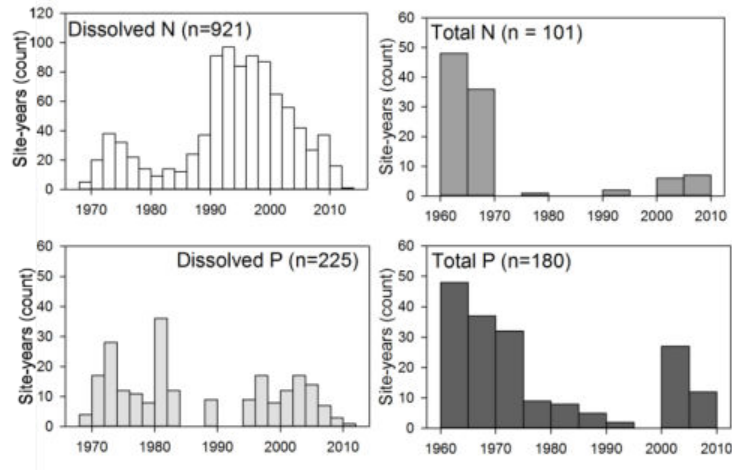 Dissolved N (n=921)
Site-years (count)
120
100
80
60
40
20
0
1970 1980 1990 2000 2010
Total N (n = 101)
Site-years (count)
60
50
40
30
20
10
0
1960 1970 1980 1990 2000 2010
Dissolved P (n=225)
Site-years (count)
60
50
40
30
20
10
0
1970 1980 1990 2000 2010
Total P (n=180)
Site-years (count)
60
50
40
30
20
10
0
1960 1970 1980 1990 2000 2010